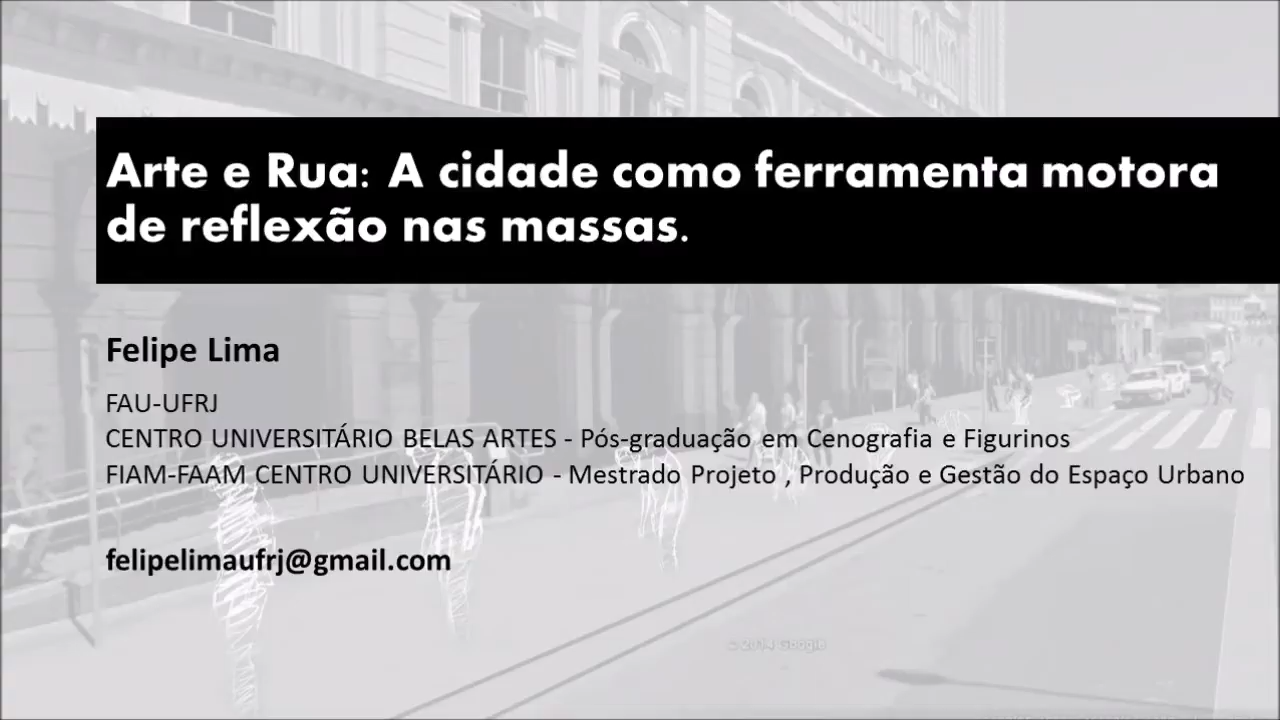 Arte e Rua: A cidade como ferramenta motora
de reflexão nas massas.
Felipe Lima
FAU-UFRJ
CENTRO UNIVERSITÁRIO BELAS ARTES - Pós-graduação em Cenografia e Figurinos
FIAM-FAAM CENTRO UNIVERSITÁRIO - Mestrado Projeto , Produção e Gestão do Espaço Urbano
felipelimaufrj@gmail.com
© 2014 Google